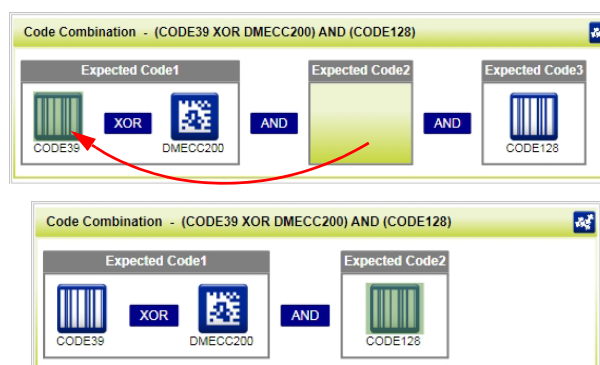 Code Combination - (CODE39 XOR DMECC200) AND (CODE128)
Expected Code1 Expected Code2 Expected Code3
XOR AND AND
CODE39 DMECC200 CODE128
Code Combination - (CODE39 XOR DMECC200) AND (CODE128)
Expected Code1 Expected Code2
XOR AND
CODE39 DMECC200 CODE128